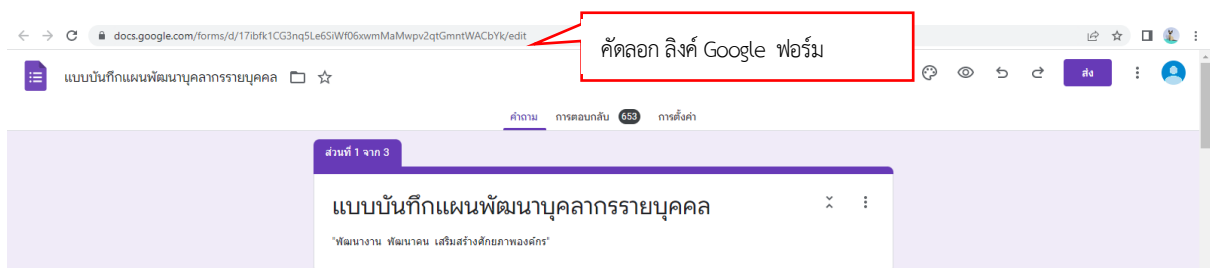 docs.google.com/forms/d/17ibfk1CG3nq5Le6SiWf06xwmMaMwpv2qtGmntWACbYk/edit
คัดลอก ลิงค์ Google ฟอร์ม
แบบบันทึกแผนพัฒนาบุคลากรรายบุคคล
ส่ง
คำถาม การตอบกลับ 653 การตั้งค่า
ส่วนที่ 1 จาก 3
แบบบันทึกแผนพัฒนาบุคลากรรายบุคคล
"พัฒนางาน พัฒนาคน เสริมสร้างศักยภาพองค์กร"